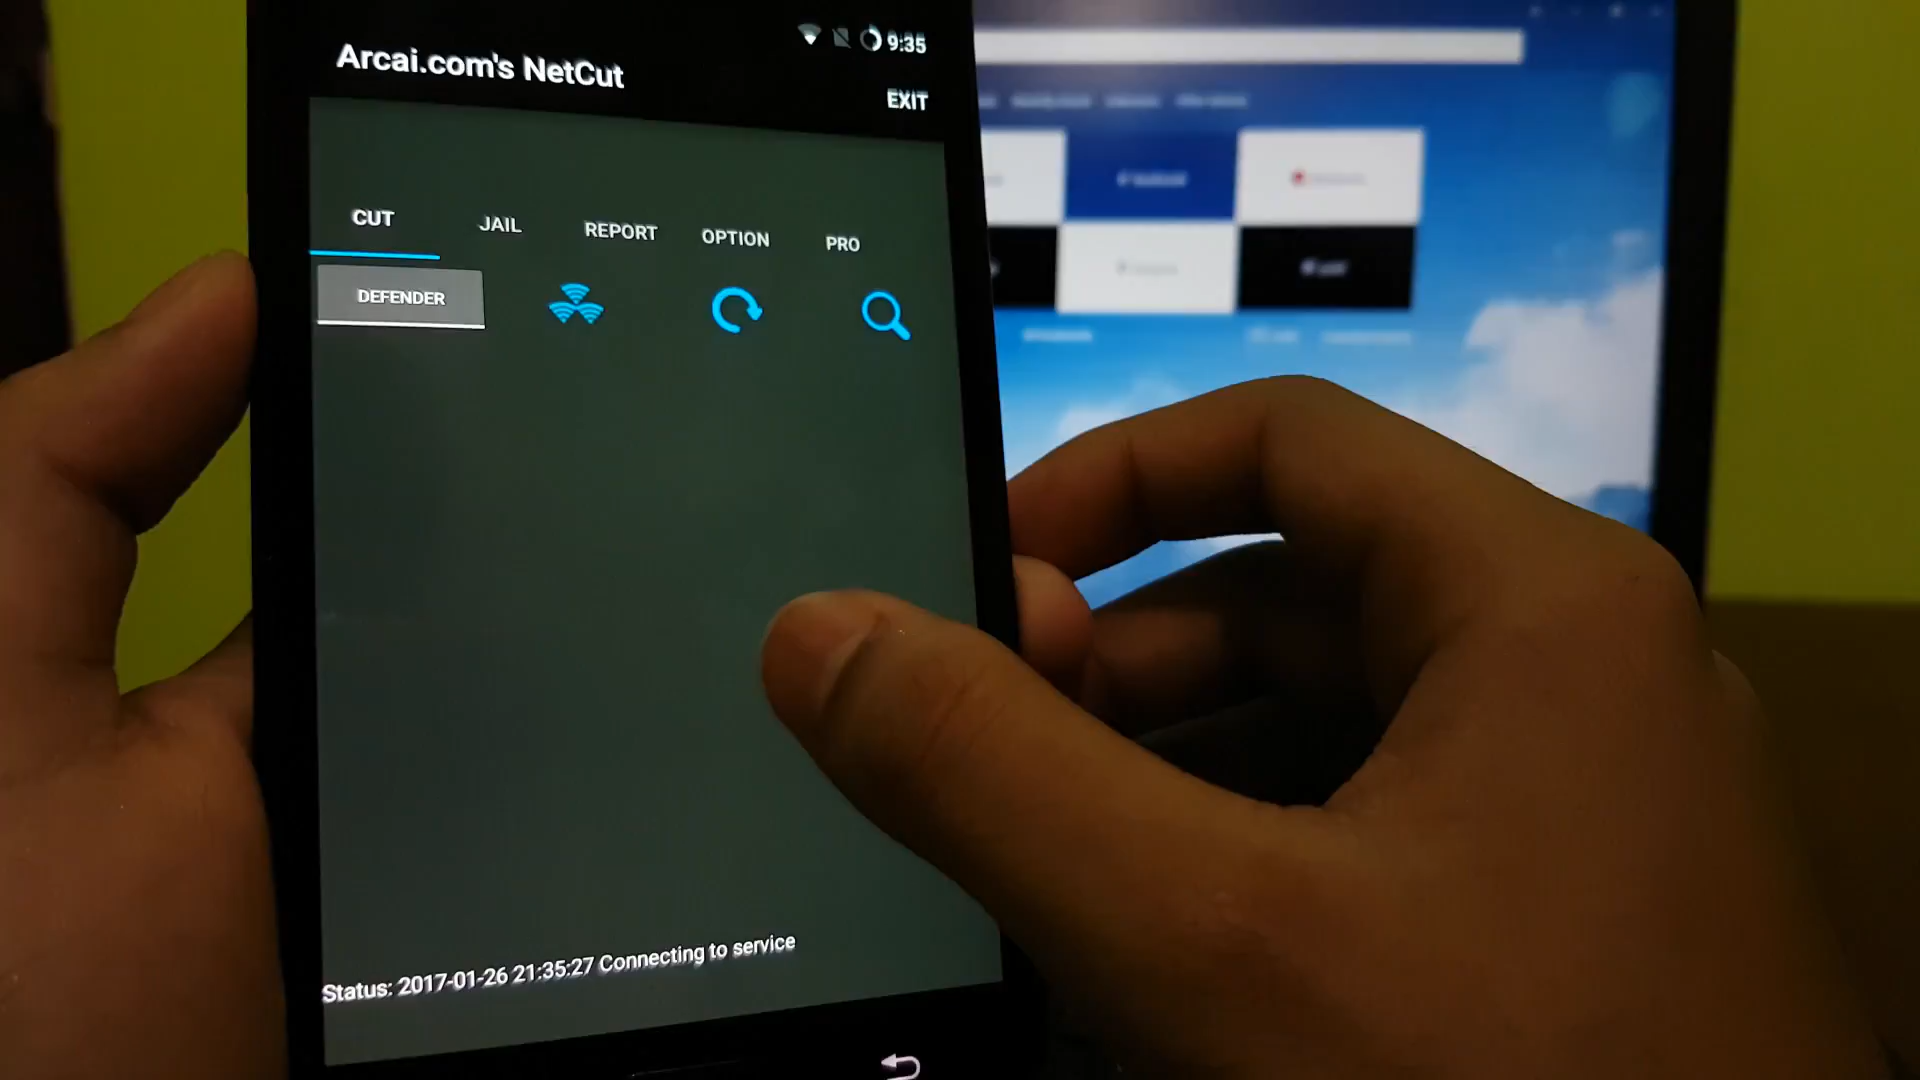 9:35
Arcai.com's NetCut
EXIT
CUT JAIL REPORT OPTION PRO
DEFENDER
Status: 2017-01-26 21:35:27 Connecting to service